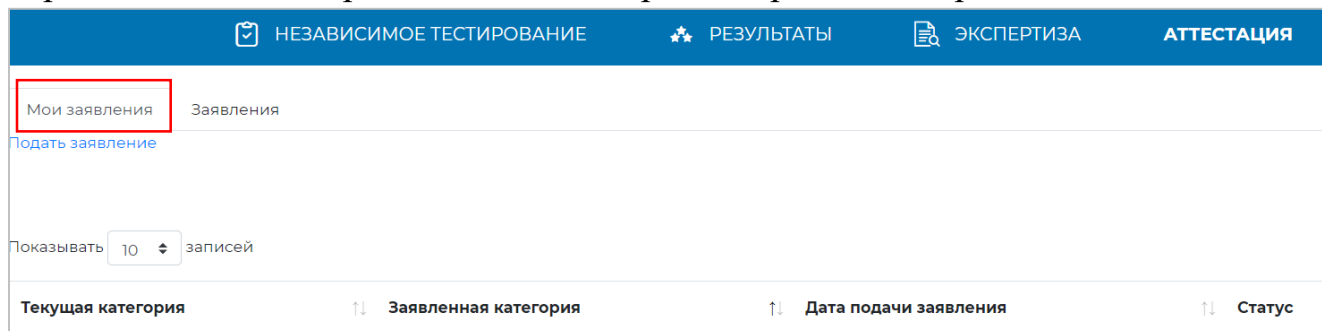 НЕЗАВИСИМОЕ ТЕСТИРОВАНИЕ РЕЗУЛЬТАТЫ ЭКСПЕРТИЗА АТТЕСТАЦИЯ
Мои заявления Заявления
Подать заявление
Показывать 10 записей
Текущая категория Заявленная категория Дата подачи заявления Статус